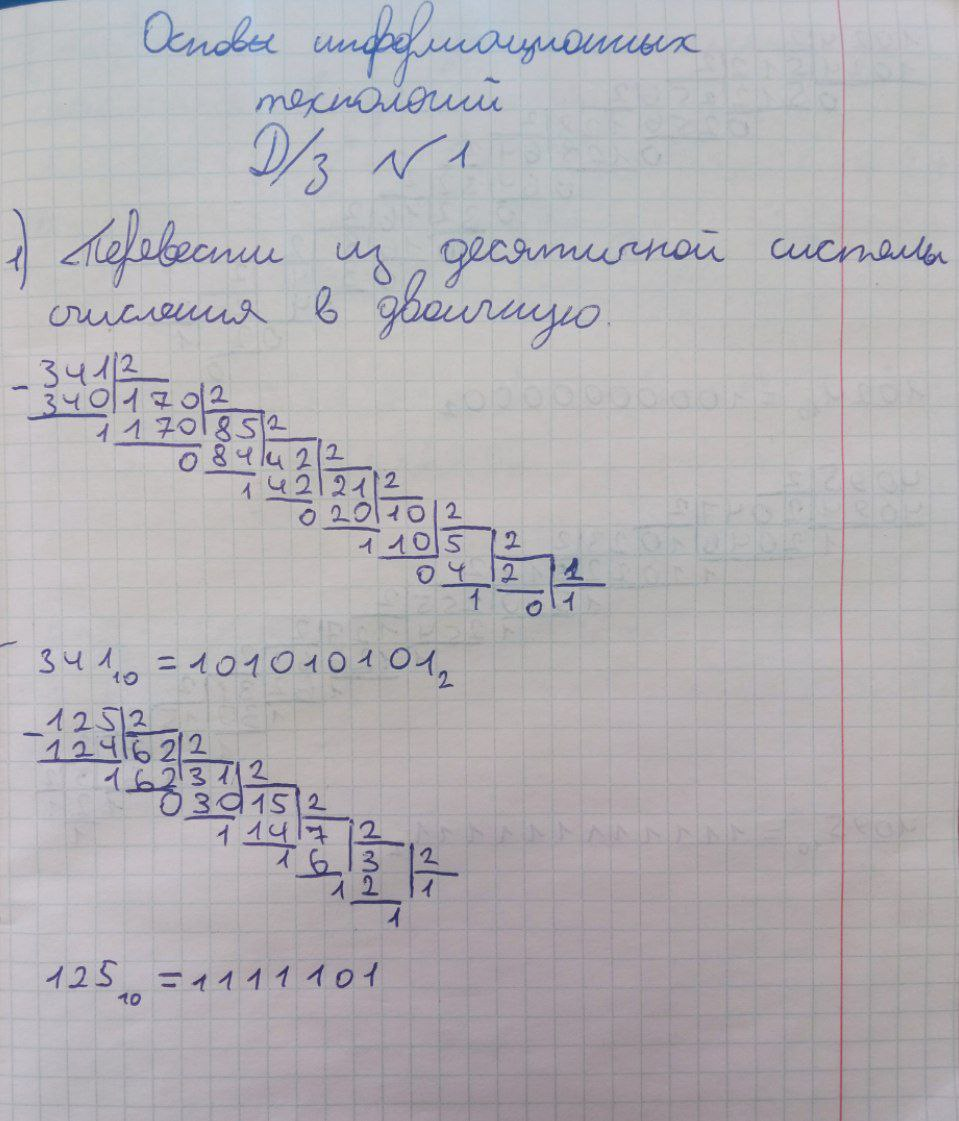 Основы информационных
технологий
Д/з № 1
1) Перевести из десятичной системы
счисления в двоичную.
- 341 2
340 170 2
1 170 85 2
0 84 42 2
1 42 21 2
0 20 10 2
1 10 5 2
0 4 2 1
1 0 1
341₁₀ = 101010101₂
- 125 2
124 62 2
1 62 31 2
0 30 15 2
1 14 7 2
1 6 3 2
1 2 1
1
125₁₀ = 1111101